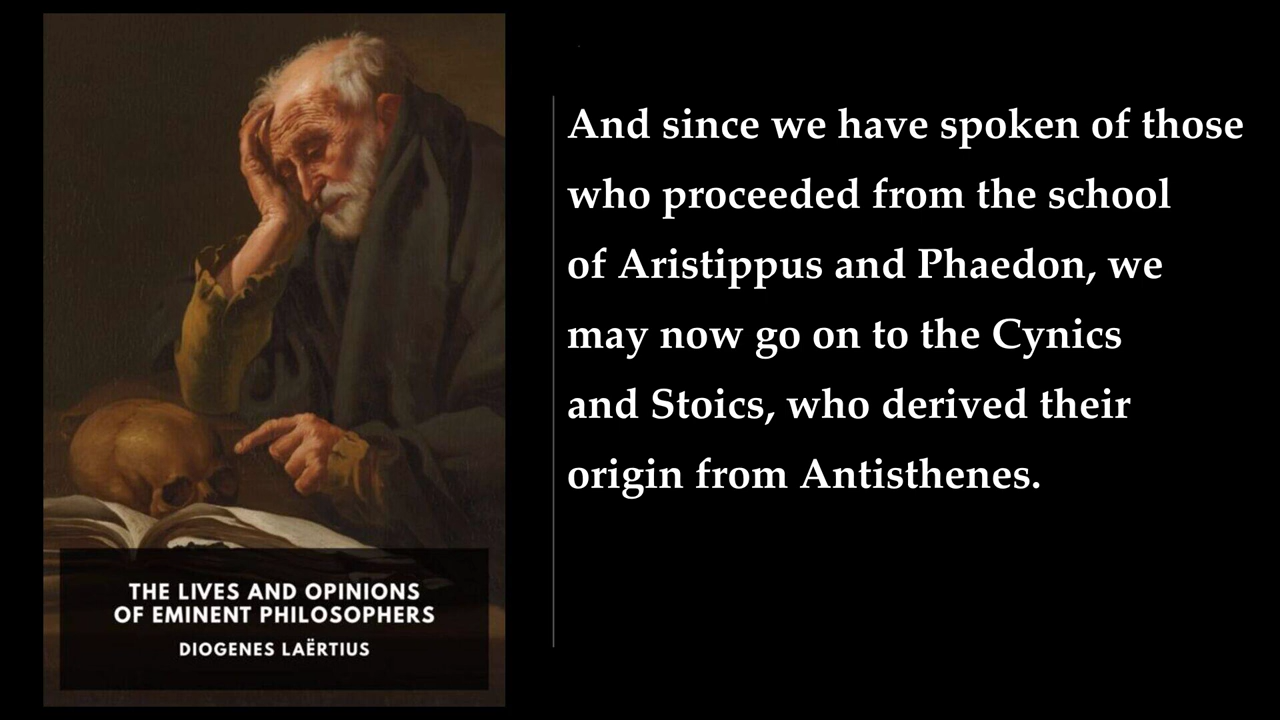 THE LIVES AND OPINIONS
OF EMINENT PHILOSOPHERS
DIOGENES LAËRTIUS
And since we have spoken of those
who proceeded from the school
of Aristippus and Phaedon, we
may now go on to the Cynics
and Stoics, who derived their
origin from Antisthenes.